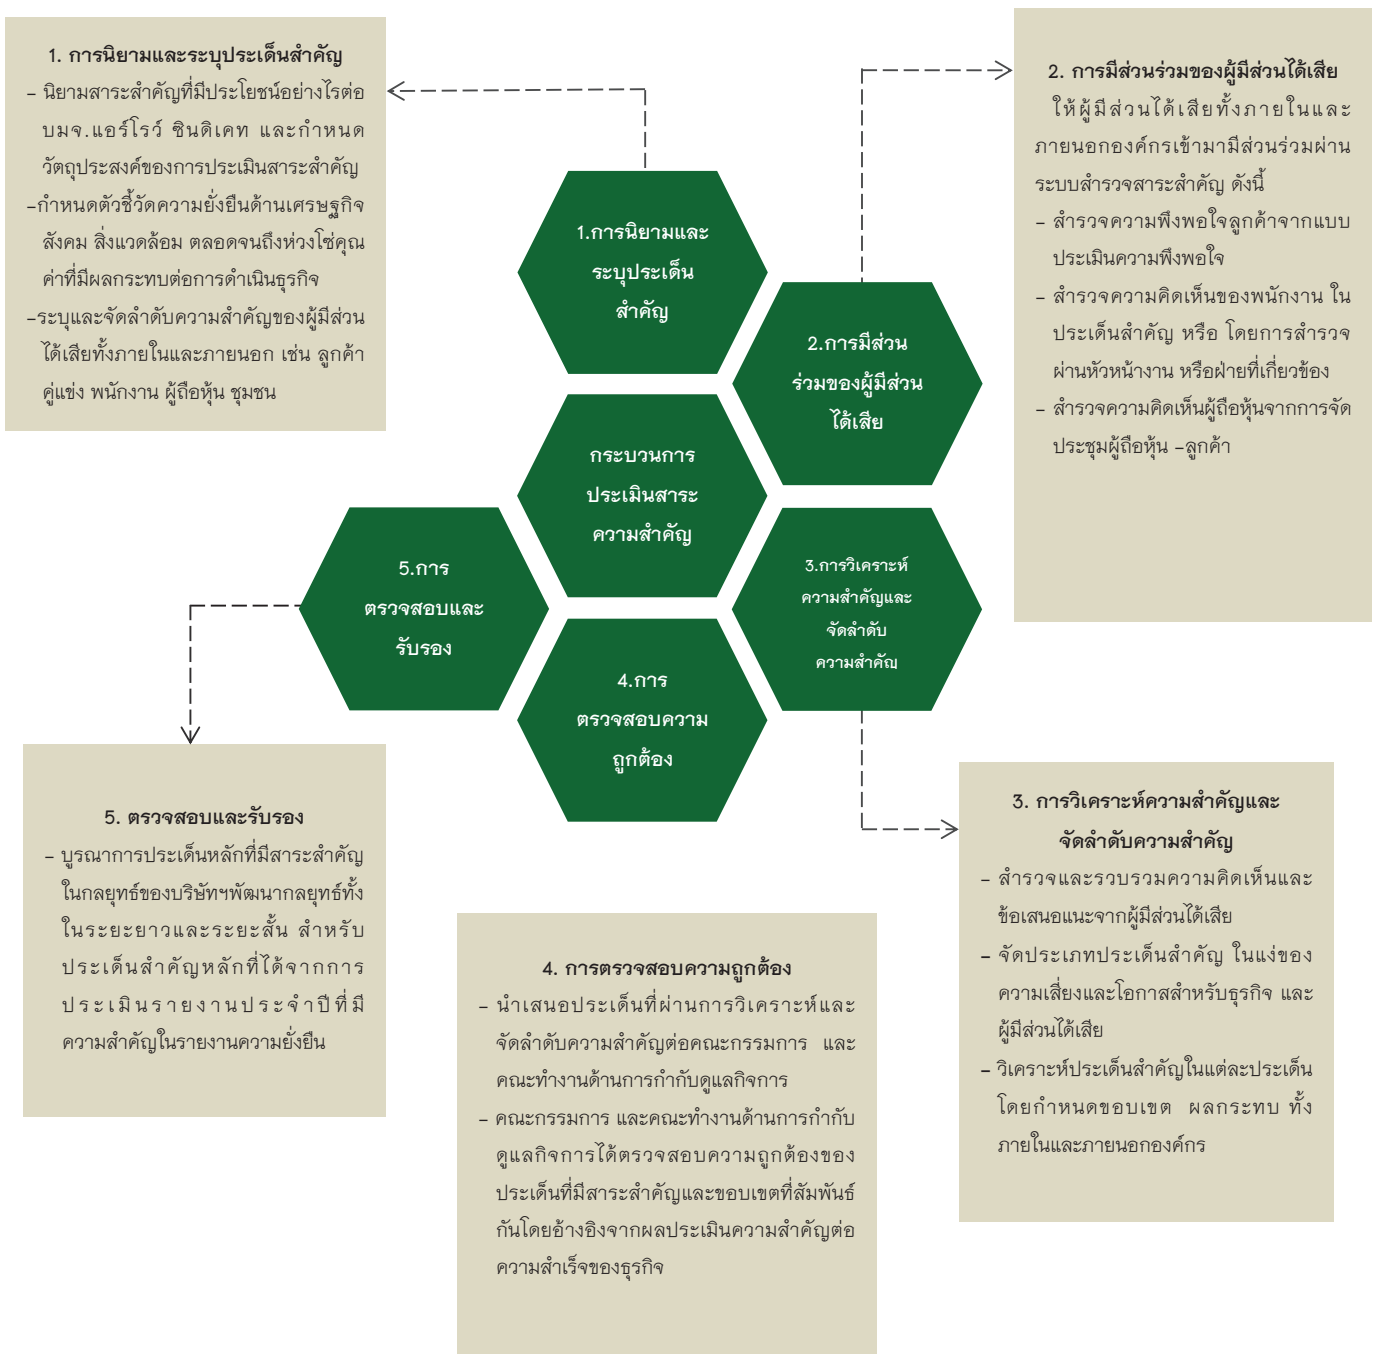 1. การนิยามและระบุประเด็นสำคัญ
- นิยามสาระสำคัญที่มีประโยชน์อย่างไรต่อ
บมจ.แอร์โรว์ ซินดิเคท และกำหนด
วัตถุประสงค์ของการประเมินสาระสำคัญ
-กำหนดตัวชี้วัดความยั่งยืนด้านเศรษฐกิจ
สังคม สิ่งแวดล้อม ตลอดจนถึงห่วงโซ่คุณ
ค่าที่มีผลกระทบต่อการดำเนินธุรกิจ
-ระบุและจัดลำดับความสำคัญของผู้มีส่วน
ได้เสียทั้งภายในและภายนอก เช่น ลูกค้า
คู่แข่ง พนักงาน ผู้ถือหุ้น ชุมชน
2. การมีส่วนร่วมของผู้มีส่วนได้เสีย
ให้ผู้มีส่วนได้เสียทั้งภายในและ
ภายนอกองค์กรเข้ามามีส่วนร่วมผ่าน
ระบบสำรวจสาระสำคัญ ดังนี้
- สำรวจความพึงพอใจลูกค้าจากแบบ
ประเมินความพึงพอใจ
- สำรวจความคิดเห็นของพนักงาน ใน
ประเด็นสำคัญ หรือ โดยการสำรวจ
ผ่านหัวหน้างาน หรือฝ่ายที่เกี่ยวข้อง
- สำรวจความคิดเห็นผู้ถือหุ้นจากการจัด
ประชุมผู้ถือหุ้น -ลูกค้า
1.การนิยามและ
ระบุประเด็น
สำคัญ
2.การมีส่วน
ร่วมของผู้มีส่วน
ได้เสีย
กระบวนการ
ประเมินสาระ
ความสำคัญ
3.การวิเคราะห์
ความสำคัญและ
จัดลำดับ
ความสำคัญ
5.การ
ตรวจสอบและ
รับรอง
4.การ
ตรวจสอบความ
ถูกต้อง
5. ตรวจสอบและรับรอง
- บูรณาการประเด็นหลักที่มีสาระสำคัญ
ในกลยุทธ์ของบริษัทฯพัฒนากลยุทธ์ทั้ง
ในระยะยาวและระยะสั้น สำหรับ
ประเด็นสำคัญหลักที่ได้จากการ
ประเมินรายงานประจำปีที่มี
ความสำคัญในรายงานความยั่งยืน
3. การวิเคราะห์ความสำคัญและ
จัดลำดับความสำคัญ
- สำรวจและรวบรวมความคิดเห็นและ
ข้อเสนอแนะจากผู้มีส่วนได้เสีย
- จัดประเภทประเด็นสำคัญ ในแง่ของ
ความเสี่ยงและโอกาสสำหรับธุรกิจ และ
ผู้มีส่วนได้เสีย
- วิเคราะห์ประเด็นสำคัญในแต่ละประเด็น
โดยกำหนดขอบเขต ผลกระทบ ทั้ง
ภายในและภายนอกองค์กร
4. การตรวจสอบความถูกต้อง
- นำเสนอประเด็นที่ผ่านการวิเคราะห์และ
จัดลำดับความสำคัญต่อคณะกรรมการ และ
คณะทำงานด้านการกำกับดูแลกิจการ
- คณะกรรมการ และคณะทำงานด้านการกำกับ
ดูแลกิจการได้ตรวจสอบความถูกต้องของ
ประเด็นที่มีสาระสำคัญและขอบเขตที่สัมพันธ์
กันโดยอ้างอิงจากผลประเมินความสำคัญต่อ
ความสำเร็จของธุรกิจ